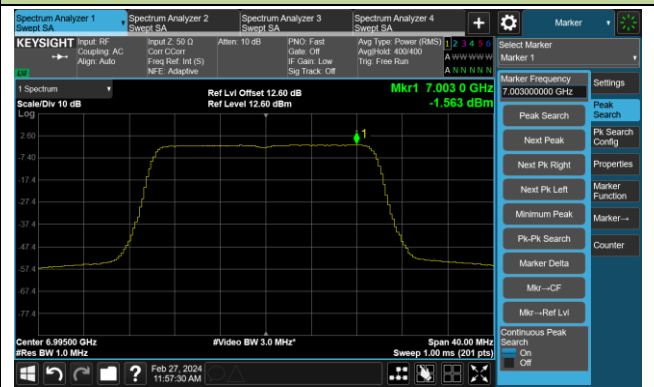 Spectrum Analyzer 1
Swept SA
Spectrum Analyzer 2
Swept SA
Spectrum Analyzer 3
Swept SA
Spectrum Analyzer 4
Swept SA
+
Marker
KEYSIGHT
Input: RF
Coupling: AC
Align: Auto
Input Z: 50 Ω
Corr CCorr
Freq Ref: Int (S)
NFE: Adaptive
Atten: 10 dB
PNO: Fast
Gate: Off
IF Gain: Low
Sig Track: Off
Avg Type: Power (RMS)
Avg|Hold: 400/400
Trig: Free Run
1 2 3 4 5 6
A W W W W W
A N N N N N
Select Marker
Marker 1
1 Spectrum
Scale/Div 10 dB
Log
Ref Lvl Offset 12.60 dB
Ref Level 12.60 dBm
Mkr1 7.003 0 GHz
-1.563 dBm
2.60
-7.40
-17.4
-27.4
-37.4
-47.4
-57.4
-67.4
-77.4
1
Center 6.99500 GHz
#Res BW 1.0 MHz
#Video BW 3.0 MHz*
Span 40.00 MHz
Sweep 1.00 ms (201 pts)
Marker Frequency
7.003000000 GHz
Peak Search
Next Peak
Next Pk Right
Next Pk Left
Minimum Peak
Pk-Pk Search
Marker Delta
Mkr→CF
Mkr→Ref Lvl
Continuous Peak
Search
On
Off
Settings
Peak
Search
Pk Search
Config
Properties
Marker
Function
Marker→
Counter
?
Feb 27, 2024
11:57:30 AM